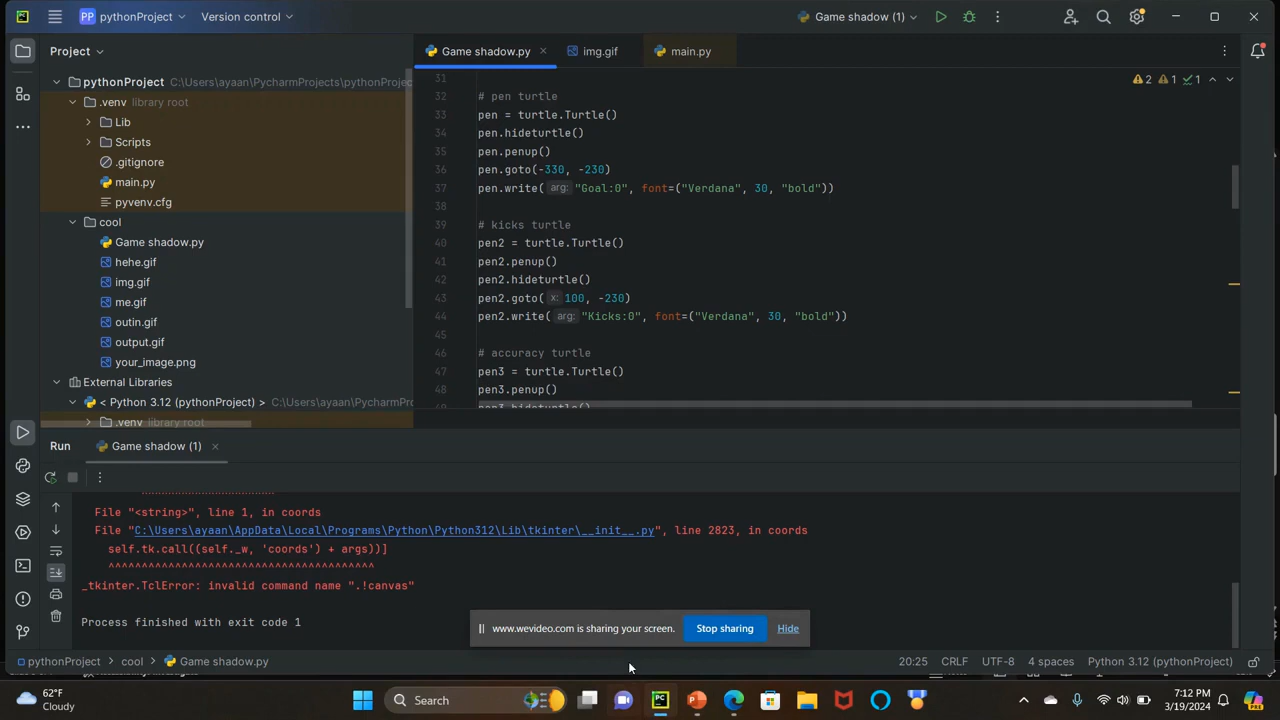 PP pythonProject Version control Game shadow (1)
Project
Game shadow.py img.gif main.py
pythonProject C:\Users\ayaan\PycharmProjects\pythonProject
.venv library root
Lib
Scripts
.gitignore
main.py
pyvenv.cfg
cool
Game shadow.py
hehe.gif
img.gif
me.gif
outin.gif
output.gif
your_image.png
External Libraries
< Python 3.12 (pythonProject) > C:\Users\ayaan\PycharmP
.venv library root
2 1 1
31
32 # pen turtle
33 pen = turtle.Turtle()
34 pen.hideturtle()
35 pen.penup()
36 pen.goto(-330, -230)
37 pen.write( arg: "Goal:0", font=("Verdana", 30, "bold"))
38
39 # kicks turtle
40 pen2 = turtle.Turtle()
41 pen2.penup()
42 pen2.hideturtle()
43 pen2.goto( x: 100, -230)
44 pen2.write( arg: "Kicks:0", font=("Verdana", 30, "bold"))
45
46 # accuracy turtle
47 pen3 = turtle.Turtle()
48 pen3.penup()
49 pen3.hideturtle()
Run Game shadow (1)
^^^^^^^^^^^^^^^^^^^^^^
File "<string>", line 1, in coords
File "C:\Users\ayaan\AppData\Local\Programs\Python\Python312\Lib\tkinter\__init__.py", line 2823, in coords
self.tk.call((self._w, 'coords') + args))]
^^^^^^^^^^^^^^^^^^^^^^^^^^^^^^^^^^^^^^
_tkinter.TclError: invalid command name ".!canvas"
Process finished with exit code 1
www.wevideo.com is sharing your screen. Stop sharing Hide
pythonProject > cool > Game shadow.py 20:25 CRLF UTF-8 4 spaces Python 3.12 (pythonProject)
62°F
Cloudy
Search
7:12 PM
3/19/2024
PRE